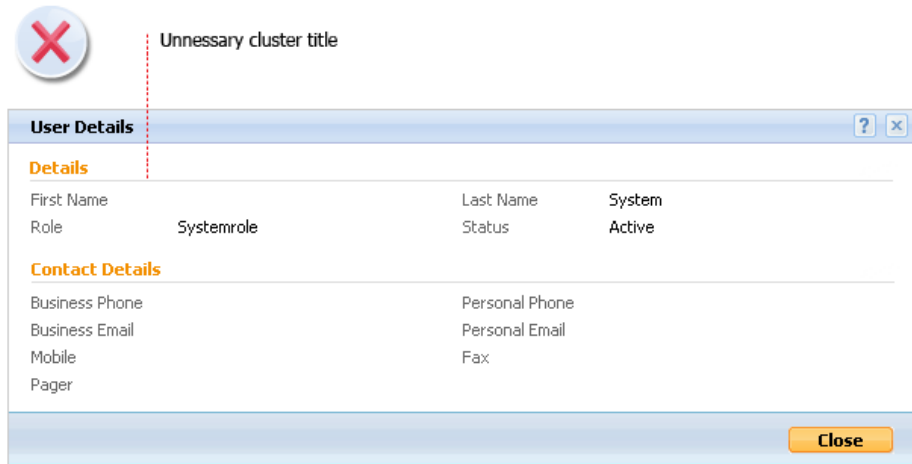 Unnessary cluster title
User Details ? ×
Details
First Name Last Name System
Role Systemrole Status Active
Contact Details
Business Phone Personal Phone
Business Email Personal Email
Mobile Fax
Pager
Close